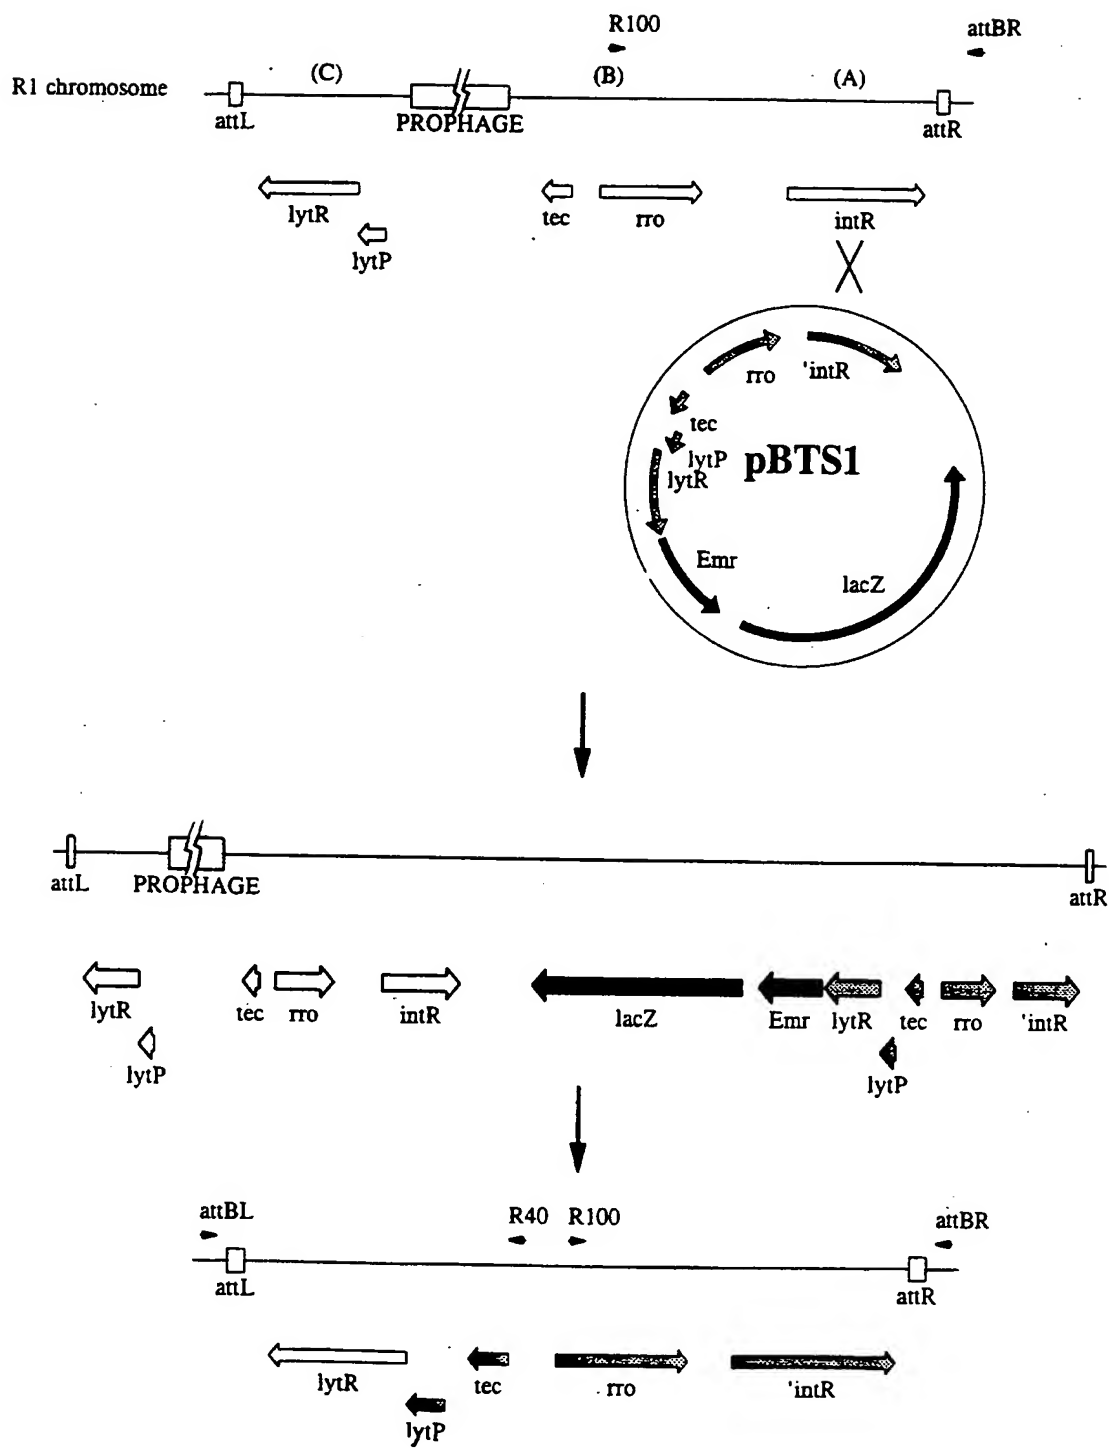 R100
attBR
R1 chromosome
(C)
(B)
(A)
attL
PROPHAGE
attR
lytR
lytP
tec
rro
intR
rro
'intR
tec
lytP
lytR
pBTS1
Emr
lacZ
attL
PROPHAGE
attR
lytR
lytP
tec
rro
intR
lacZ
Emr
lytR
lytP
tec
rro
'intR
attBL
R40
R100
attBR
attL
attR
lytR
lytP
tec
rro
'intR